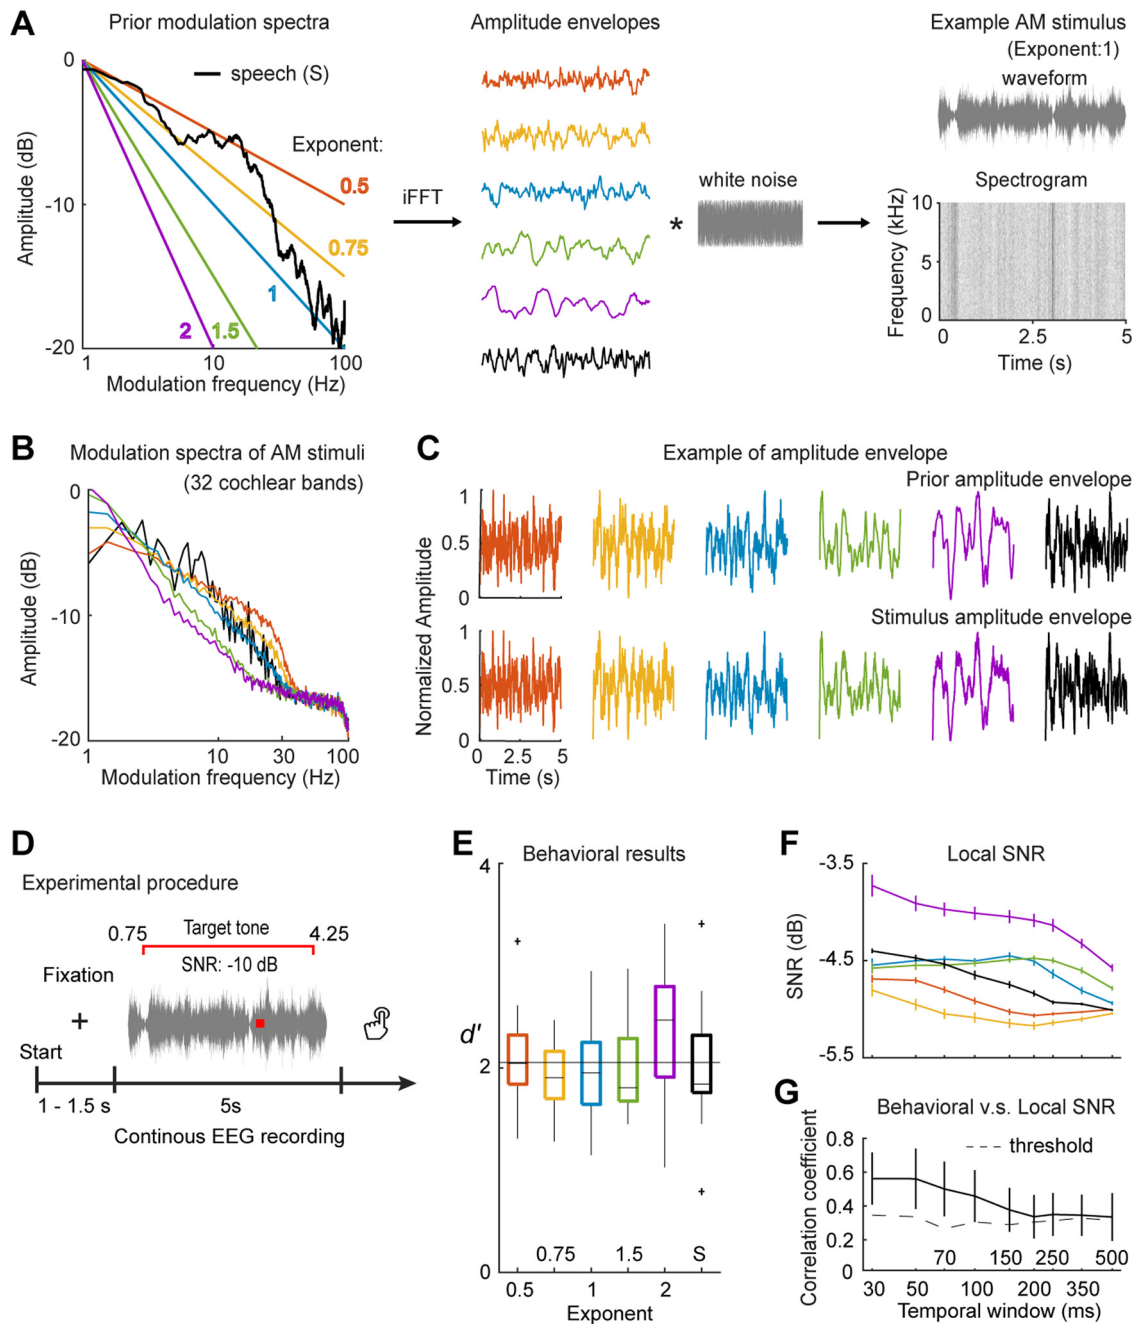 A
Prior modulation spectra
Amplitude envelopes
Example AM stimulus
(Exponent:1)
waveform
0
-10
-20
Amplitude (dB)
speech (S)
Exponent:
0.5
0.75
1
1.5
2
1
10
100
Modulation frequency (Hz)
iFFT
*
white noise
Spectrogram
10
5
0
Frequency (kHz)
0
2.5
5
Time (s)
B
Modulation spectra of AM stimuli
(32 cochlear bands)
0
-10
-20
Amplitude (dB)
1
10
30
100
Modulation frequency (Hz)
C
Example of amplitude envelope
Prior amplitude envelope
1
0.5
1
Stimulus amplitude envelope
1
0.5
0
Normalized Amplitude
0
2.5
5
Time (s)
D
Experimental procedure
0.75
Target tone
4.25
SNR: -10 dB
Fixation
+
Start
1 - 1.5 s
5s
Continous EEG recording
E
Behavioral results
4
2
0
d'
0.5
0.75
1
1.5
2
S
Exponent
F
Local SNR
-3.5
-4.5
-5.5
SNR (dB)
G
Behavioral v.s. Local SNR
threshold
0.8
0.6
0.4
0.2
0
Correlation coefficient
30
50
70
100
150
200
250
350
500
Temporal window (ms)